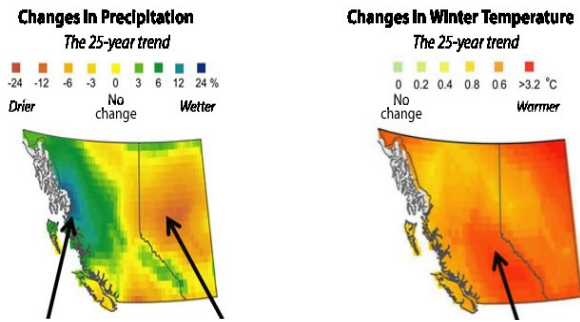 Changes in Precipitation
The 25-year trend
-24 -12 -6 -3 0 3 6 12 24 %
Drier No change Wetter
Changes in Winter Temperature
The 25-year trend
0 0.2 0.4 0.8 0.6 >3.2 °C
No change Warmer